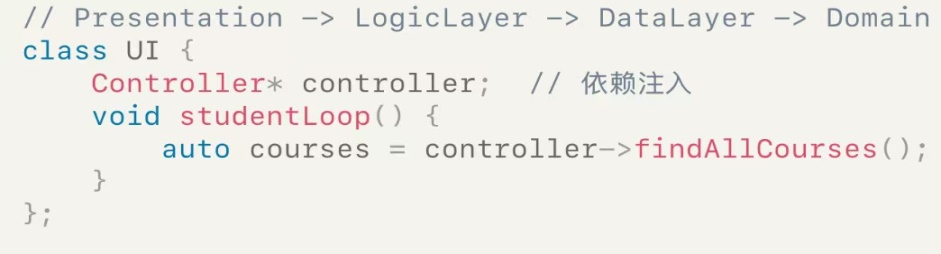 // Presentation -> LogicLayer -> DataLayer -> Domain
class UI {
    Controller* controller;  // 依赖注入
    void studentLoop() {
        auto courses = controller->findAllCourses();
    }
};